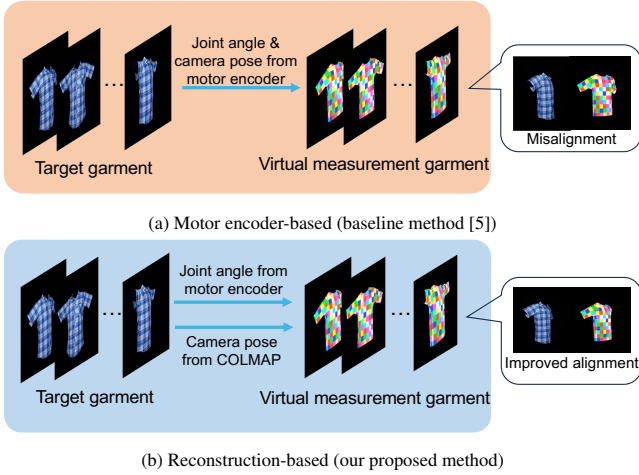 Joint angle &
camera pose from
motor encoder
...
...
Target garment
Virtual measurement garment
Misalignment
(a) Motor encoder-based (baseline method [5])
Joint angle from
motor encoder
...
...
Camera pose
from COLMAP
Target garment
Virtual measurement garment
Improved alignment
(b) Reconstruction-based (our proposed method)